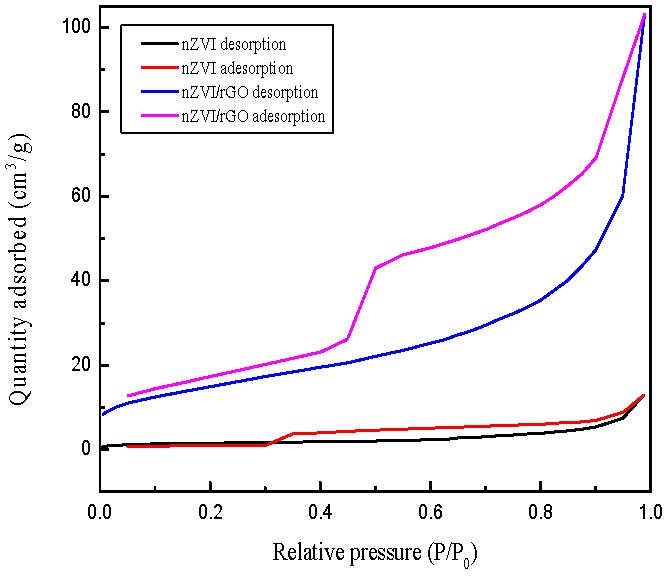 100
80
60
40
20
0
Quantity adsorbed (cm³/g)
nZVI desorption
nZVI adesorption
nZVI/rGO desorption
nZVI/rGO adesorption
0.0 0.2 0.4 0.6 0.8 1.0
Relative pressure (P/P₀)